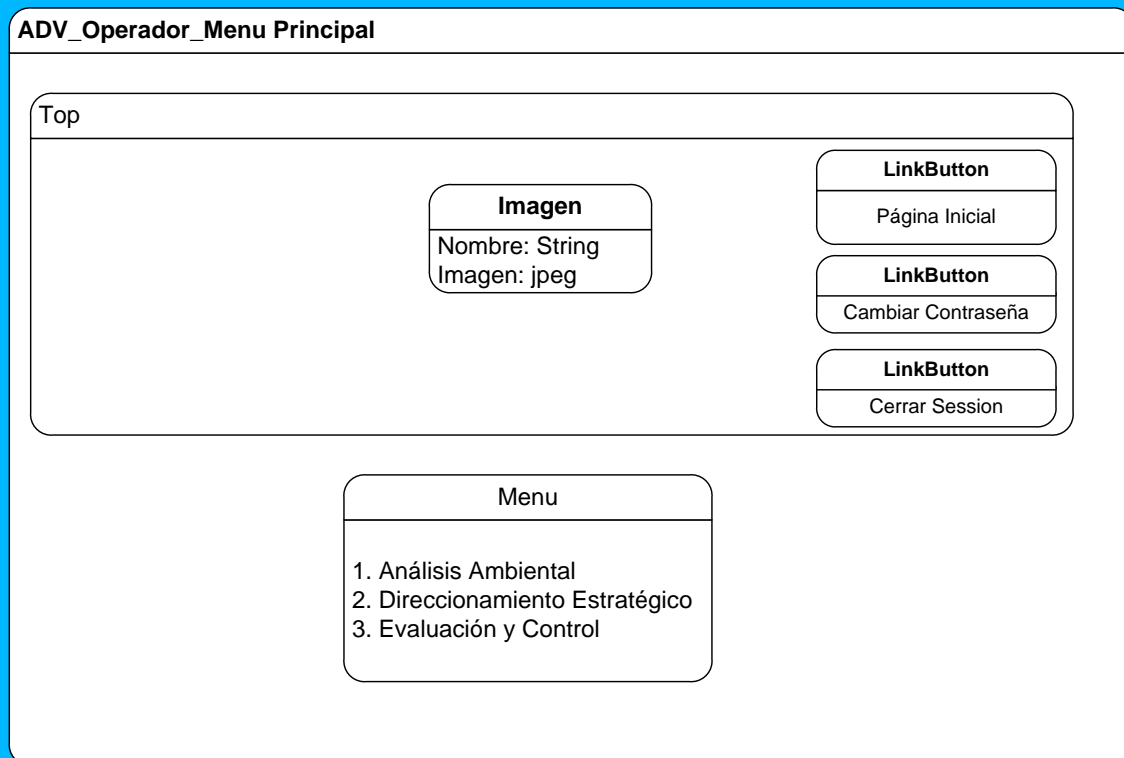 ADV_Operador_Menu Principal
Top
Imagen
Nombre: String
Imagen: jpeg
LinkButton
Página Inicial
LinkButton
Cambiar Contraseña
LinkButton
Cerrar Session
Menu
1. Análisis Ambiental
2. Direccionamiento Estratégico
3. Evaluación y Control